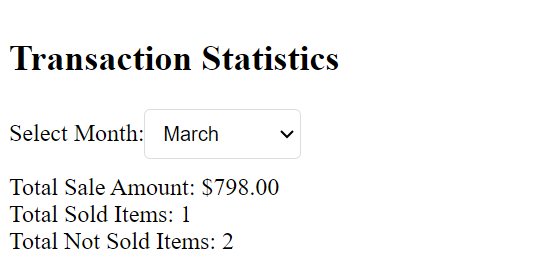 Transaction Statistics
Select Month: March
Total Sale Amount: $798.00
Total Sold Items: 1
Total Not Sold Items: 2